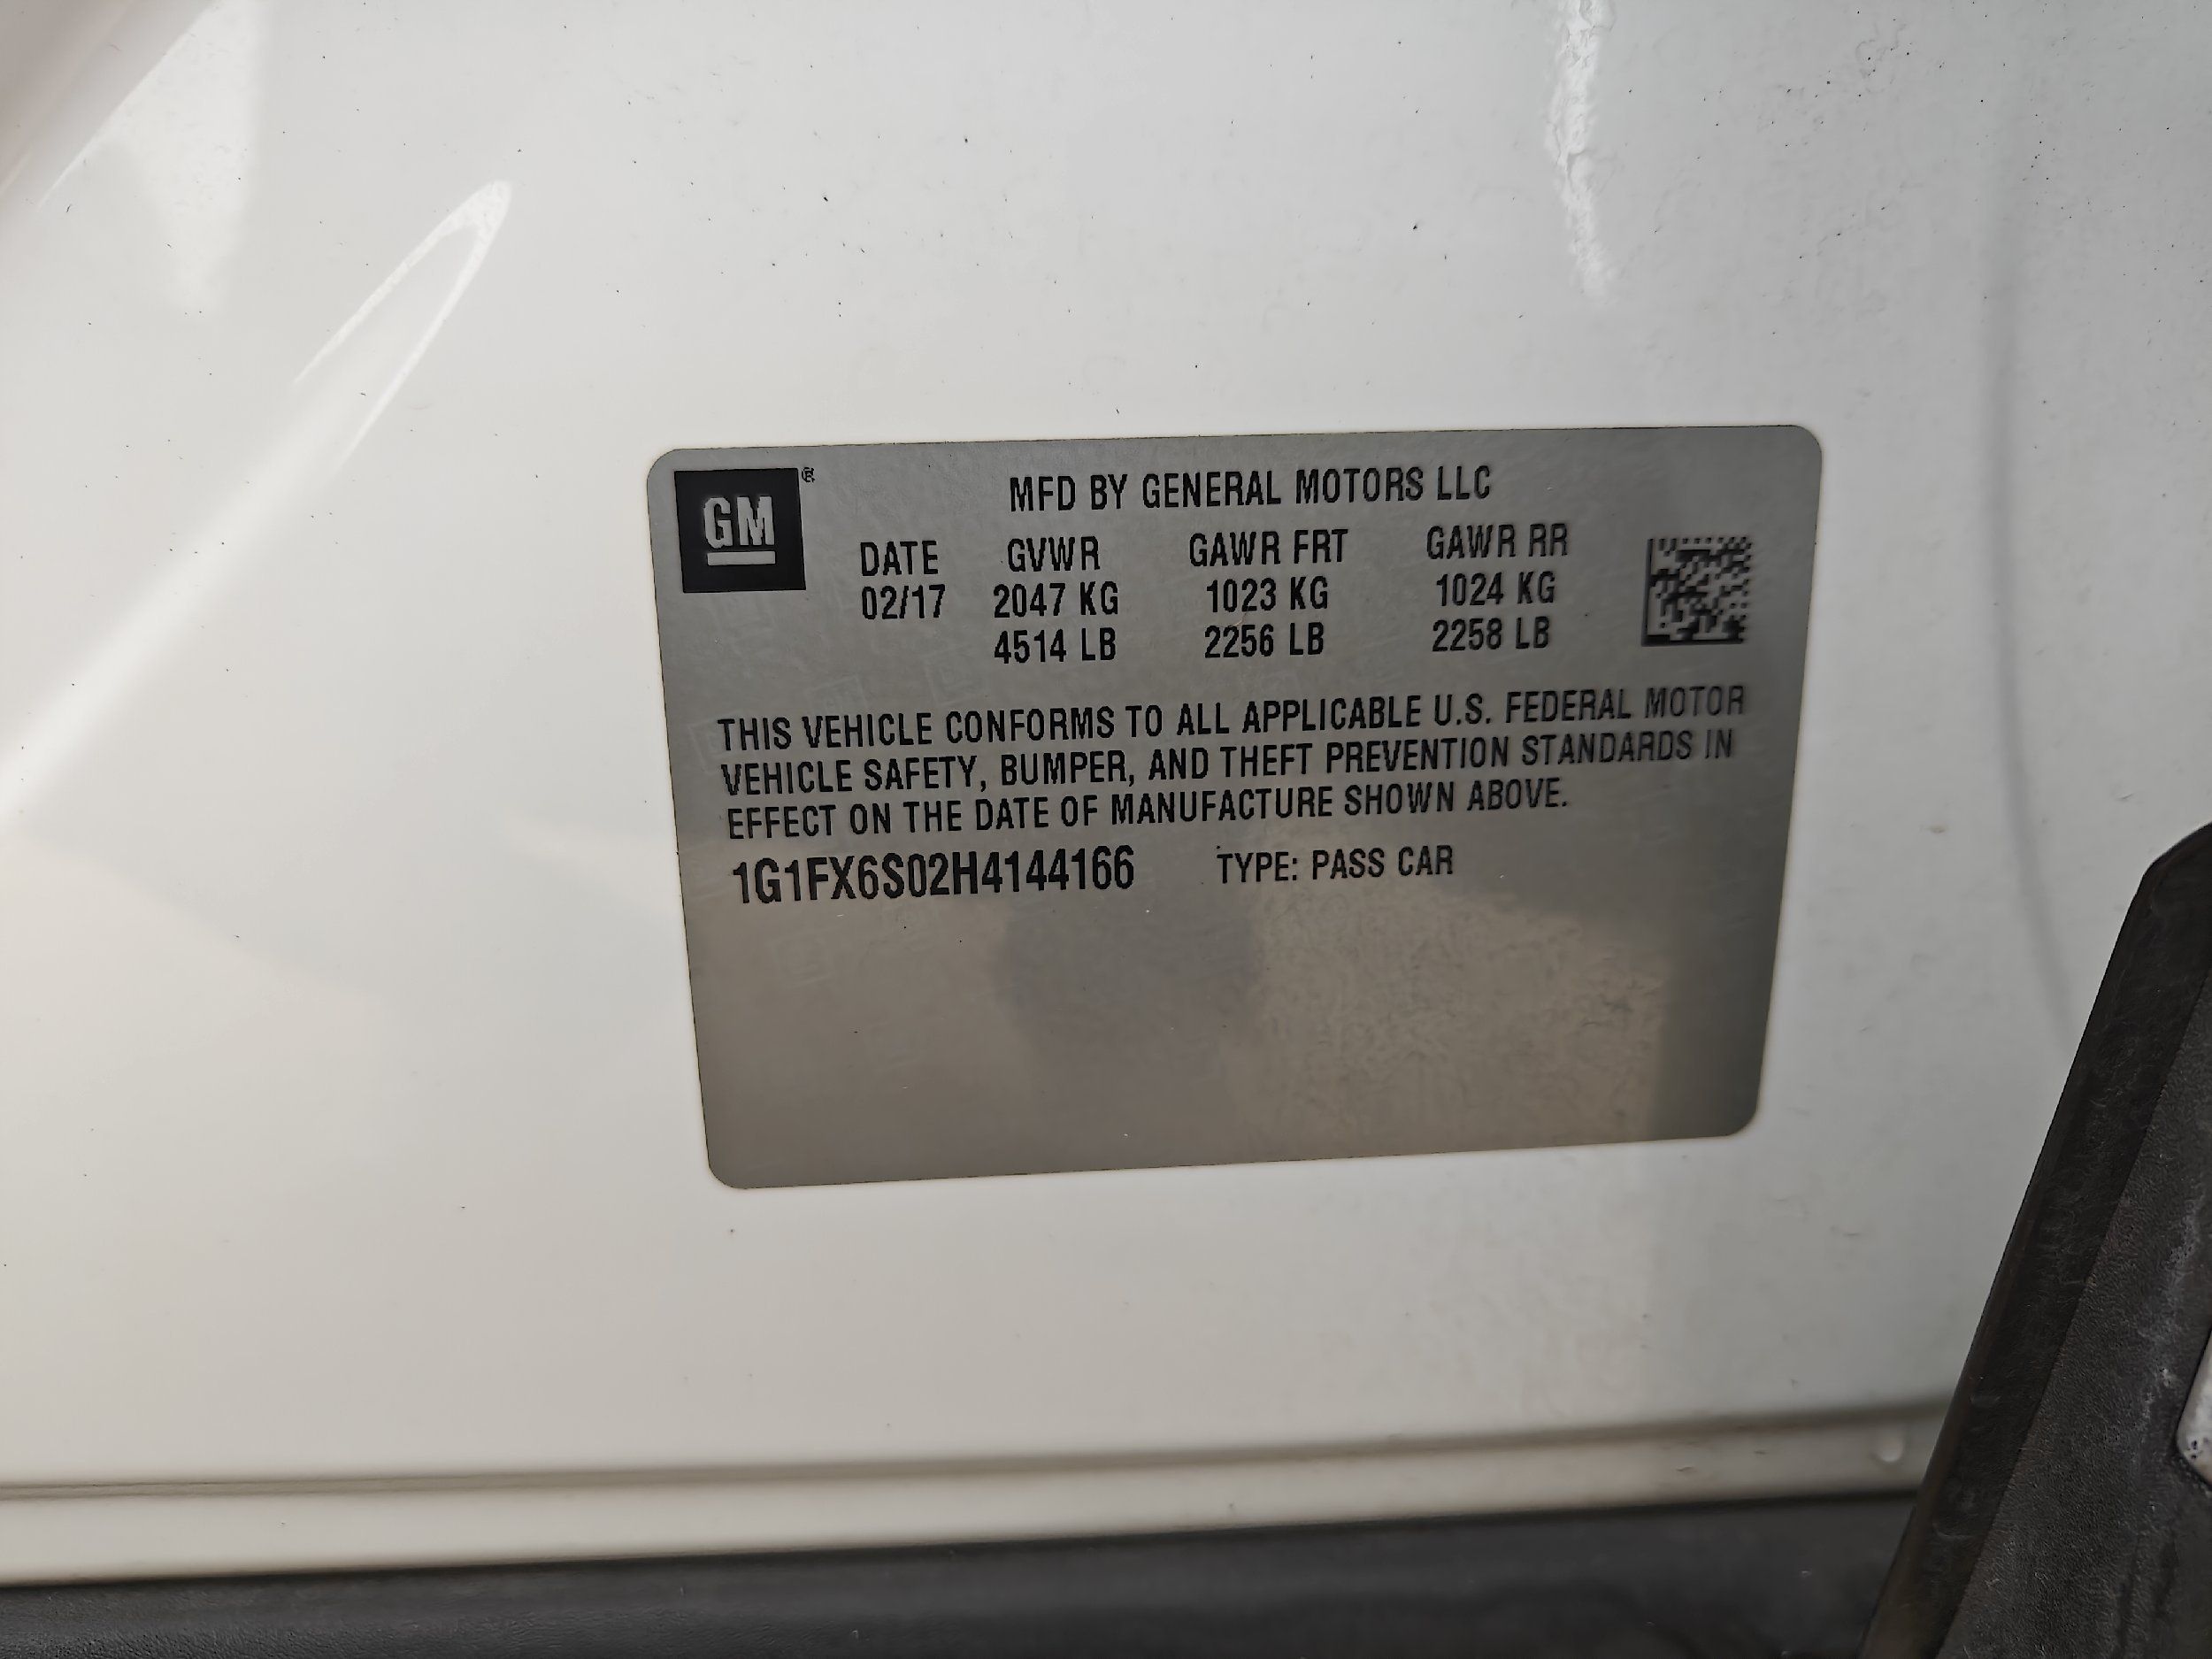 GM ®
MFD BY GENERAL MOTORS LLC
DATE GVWR GAWR FRT GAWR RR
02/17 2047 KG 1023 KG 1024 KG
4514 LB 2256 LB 2258 LB
THIS VEHICLE CONFORMS TO ALL APPLICABLE U.S. FEDERAL MOTOR
VEHICLE SAFETY, BUMPER, AND THEFT PREVENTION STANDARDS IN
EFFECT ON THE DATE OF MANUFACTURE SHOWN ABOVE.
1G1FX6S02H4144166 TYPE: PASS CAR